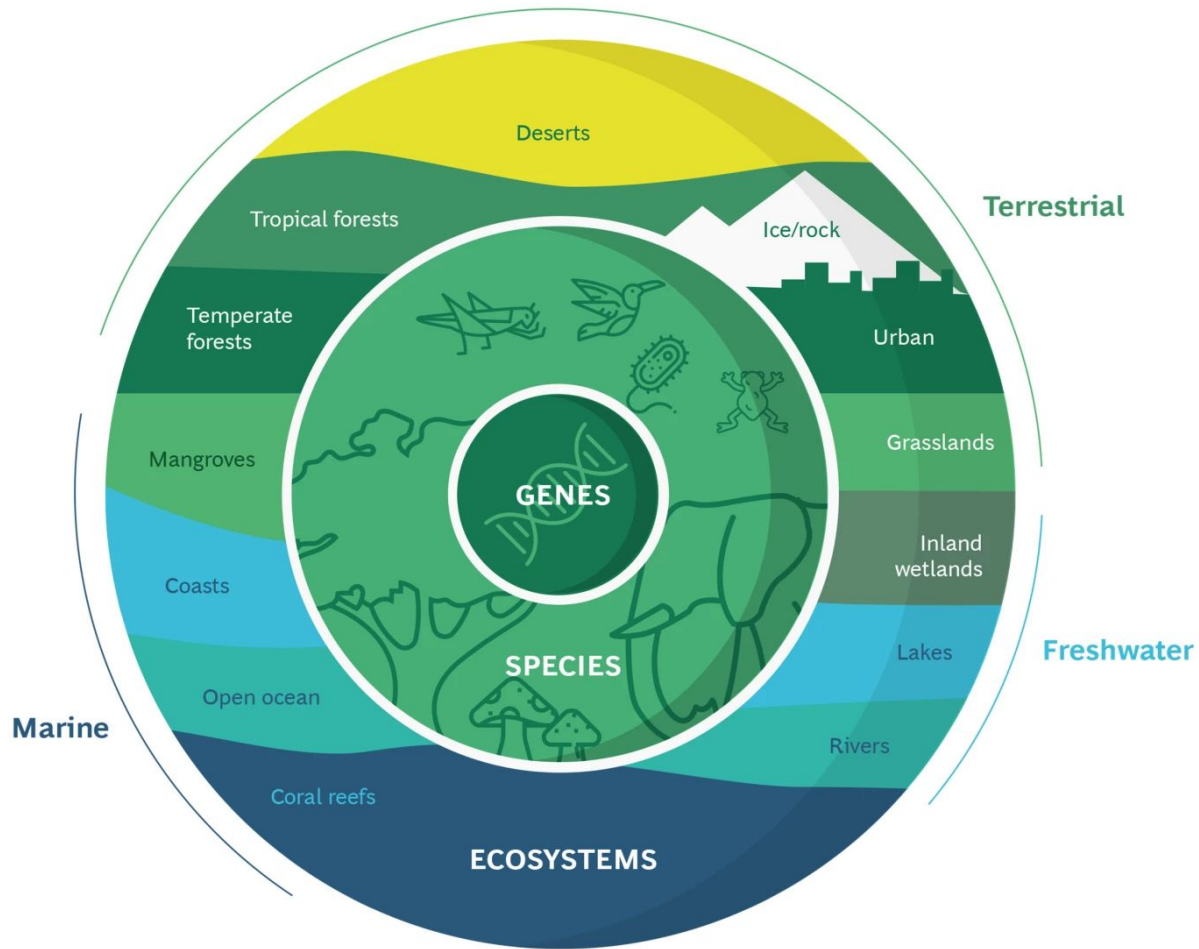 Deserts
Tropical forests
Ice/rock
Terrestrial
Temperate
forests
Urban
Mangroves
Grasslands
GENES
Inland
wetlands
Coasts
Lakes
Freshwater
SPECIES
Open ocean
Marine
Rivers
Coral reefs
ECOSYSTEMS